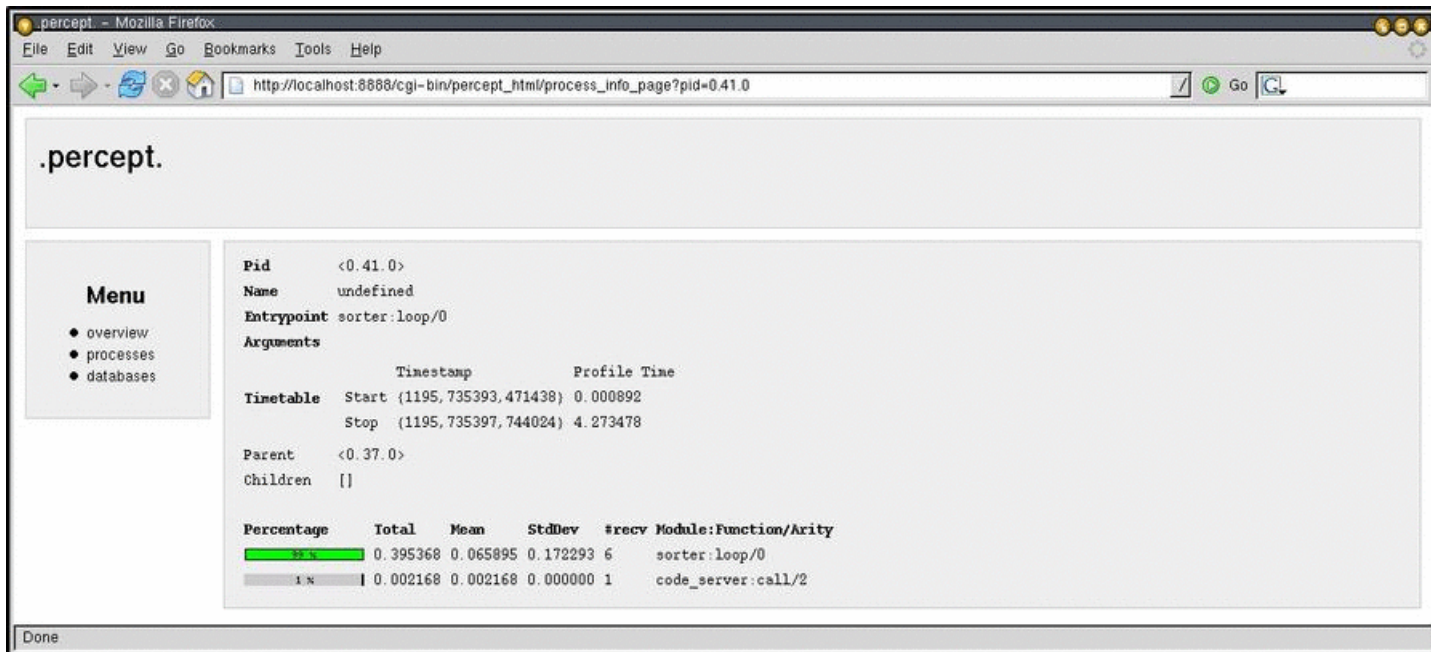 .percept. - Mozilla Firefox
File Edit View Go Bookmarks Tools Help
http://localhost:8888/cgi-bin/percept_html/process_info_page?pid=0.41.0 Go G
.percept.
Menu
overview
processes
databases
Pid <0.41.0>
Name undefined
Entrypoint sorter:loop/0
Arguments
Timestamp Profile Time
Timetable Start {1195,735393,471438} 0.000892
Stop {1195,735397,744024} 4.273478
Parent <0.37.0>
Children []
Percentage Total Mean StdDev #recv Module:Function/Arity
99 % 0.395368 0.065895 0.172293 6 sorter:loop/0
1 % 0.002168 0.002168 0.000000 1 code_server:call/2
Done